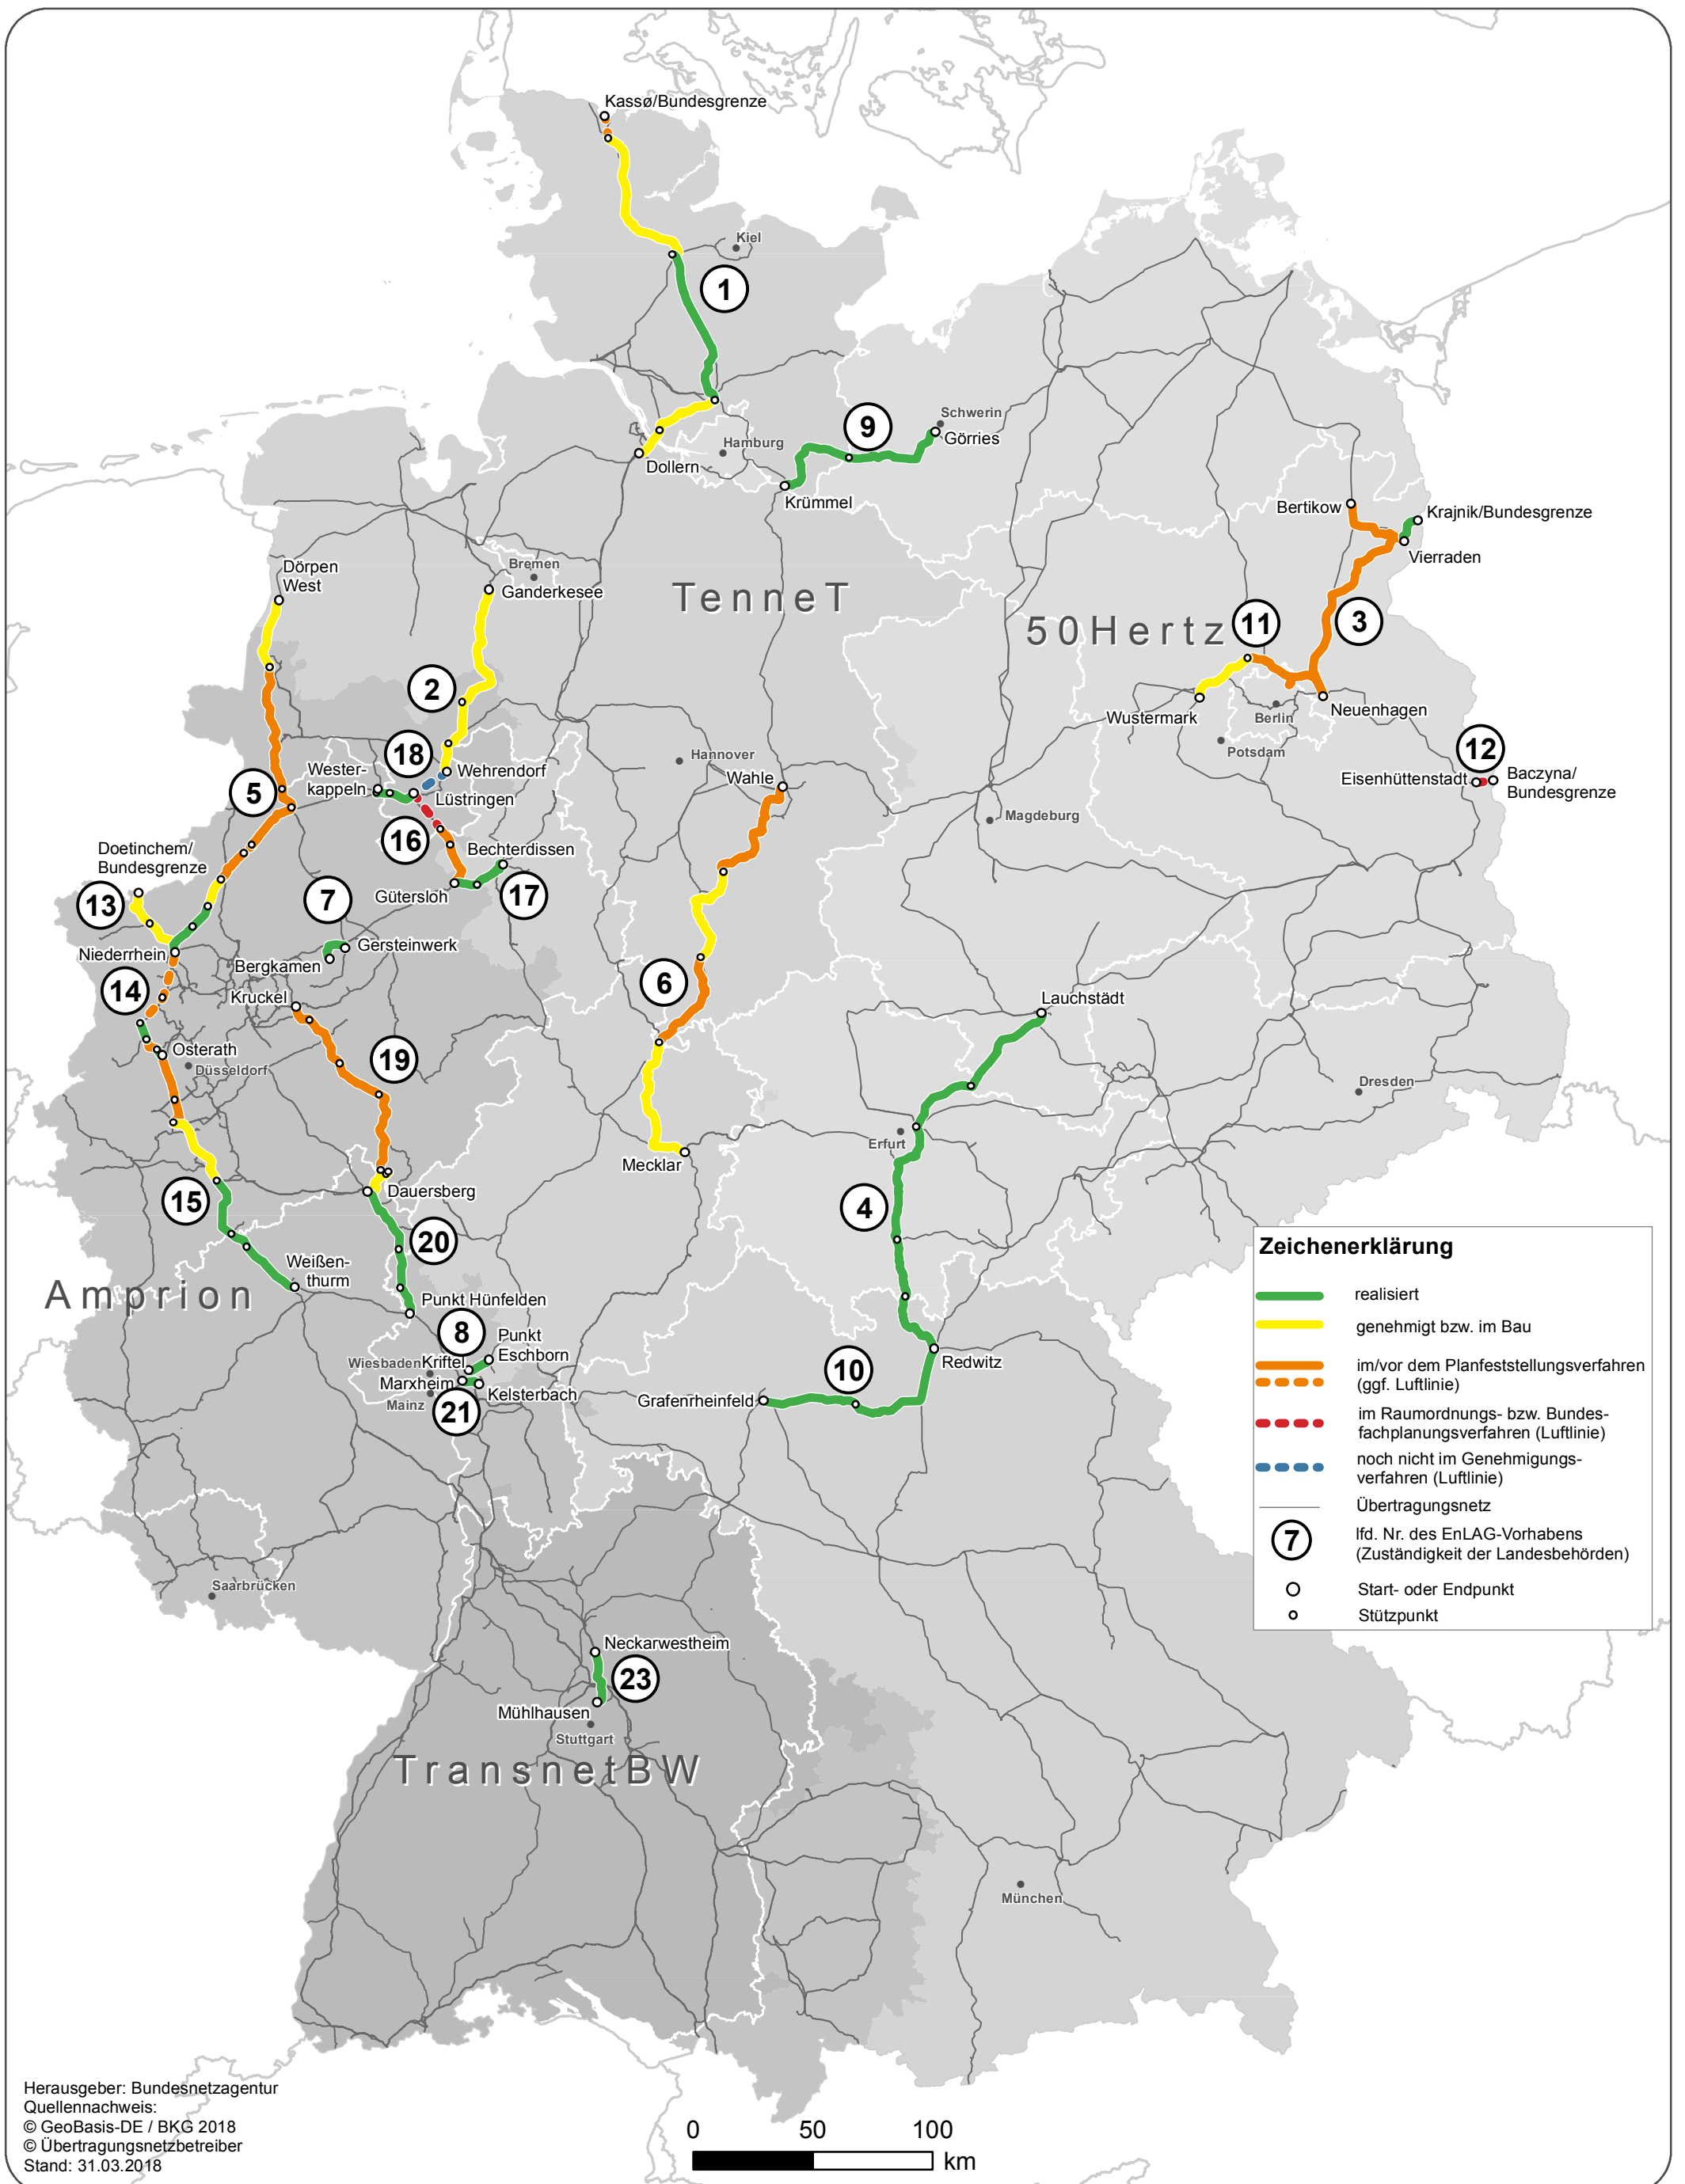 Kassø/Bundesgrenze
Kiel
1
Schwerin
9
Görries
Hamburg
Dollern
Krümmel
Bertikow
Krajnik/Bundesgrenze
Vierraden
Dörpen
West
Bremen
Ganderkesee
TenneT
50Hertz
11
3
2
Wustermark
Berlin
Neuenhagen
Potsdam
12
Eisenhüttenstadt
Baczyna/
Bundesgrenze
18
Wehrendorf
Wester-
kappeln
Lüstringen
5
16
Hannover
Wahle
Magdeburg
Doetinchem/
Bundesgrenze
Bechterdissen
13
7
Gütersloh
17
Niederrhein
Gersteinwerk
Bergkamen
14
Kruckel
6
Lauchstädt
Osterath
Düsseldorf
19
Dresden
Erfurt
Mecklar
15
Dauersberg
4
20
Weißen-
thurm
Amprion
Punkt Hünfelden
8
Punkt
Eschborn
Wiesbaden
Kriftel
Marxheim
Kelsterbach
Mainz
21
Redwitz
10
Grafenrheinfeld
Saarbrücken
Neckarwestheim
23
Mühlhausen
Stuttgart
TransnetBW
München
Zeichenerklärung
realisiert
genehmigt bzw. im Bau
im/vor dem Planfeststellungsverfahren
(ggf. Luftlinie)
im Raumordnungs- bzw. Bundes-
fachplanungsverfahren (Luftlinie)
noch nicht im Genehmigungs-
verfahren (Luftlinie)
Übertragungsnetz
7
lfd. Nr. des EnLAG-Vorhabens
(Zuständigkeit der Landesbehörden)
Start- oder Endpunkt
Stützpunkt
Herausgeber: Bundesnetzagentur
Quellennachweis:
© GeoBasis-DE / BKG 2018
© Übertragungsnetzbetreiber
Stand: 31.03.2018
0 50 100
km